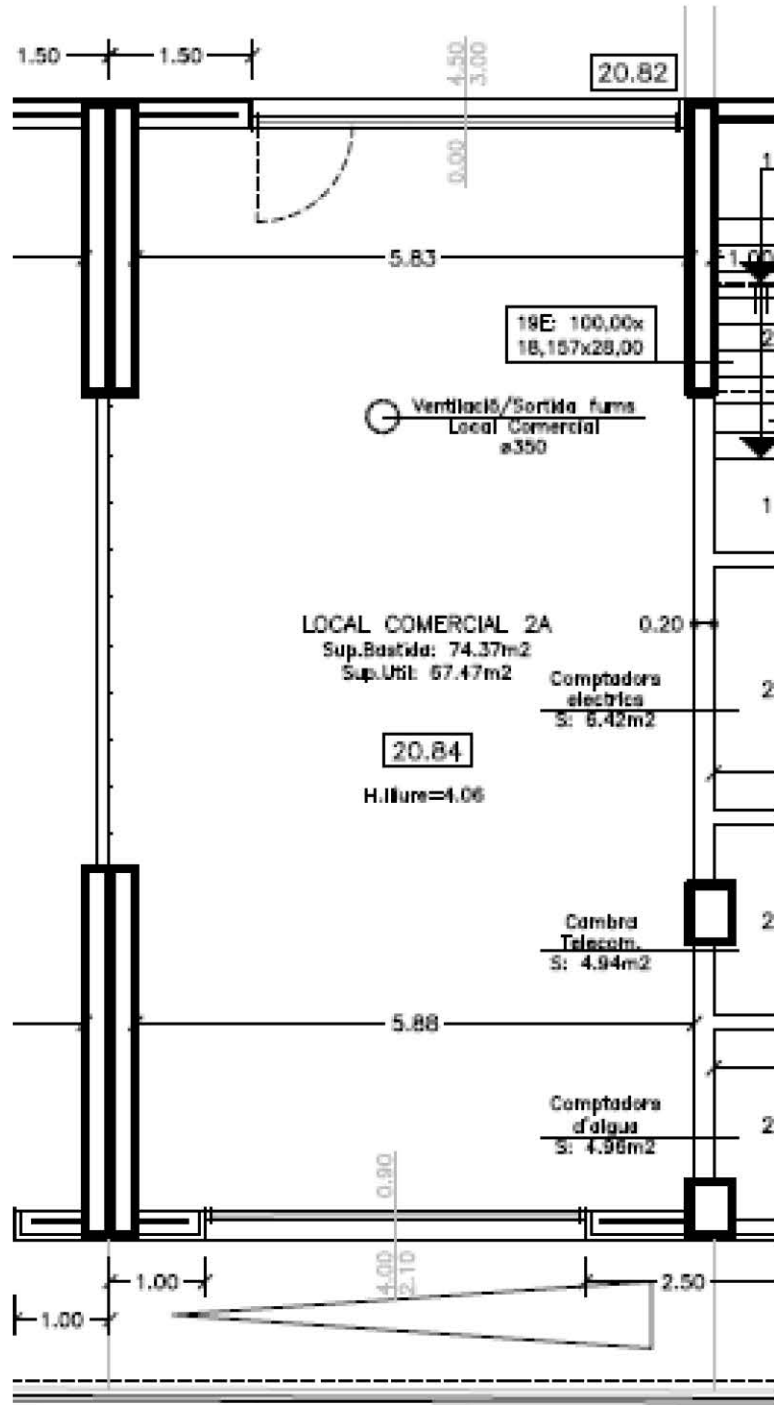 1.50
1.50
4.50
3.00
20.82
0.00
5.83
1.00
19E: 100,00x
18,157x28,00
Ventilació/Sortida fums
Local Comercial
ø350
LOCAL COMERCIAL 2A
Sup.Bastida: 74.37m2
Sup.Util: 67.47m2
0.20
Comptadors
electrics
S: 6.42m2
20.84
H.lliure=4.06
Cambra
Telecom.
S: 4.94m2
5.88
Comptadors
d'aigua
S: 4.96m2
0.90
4.00
2.10
1.00
2.50
1.00